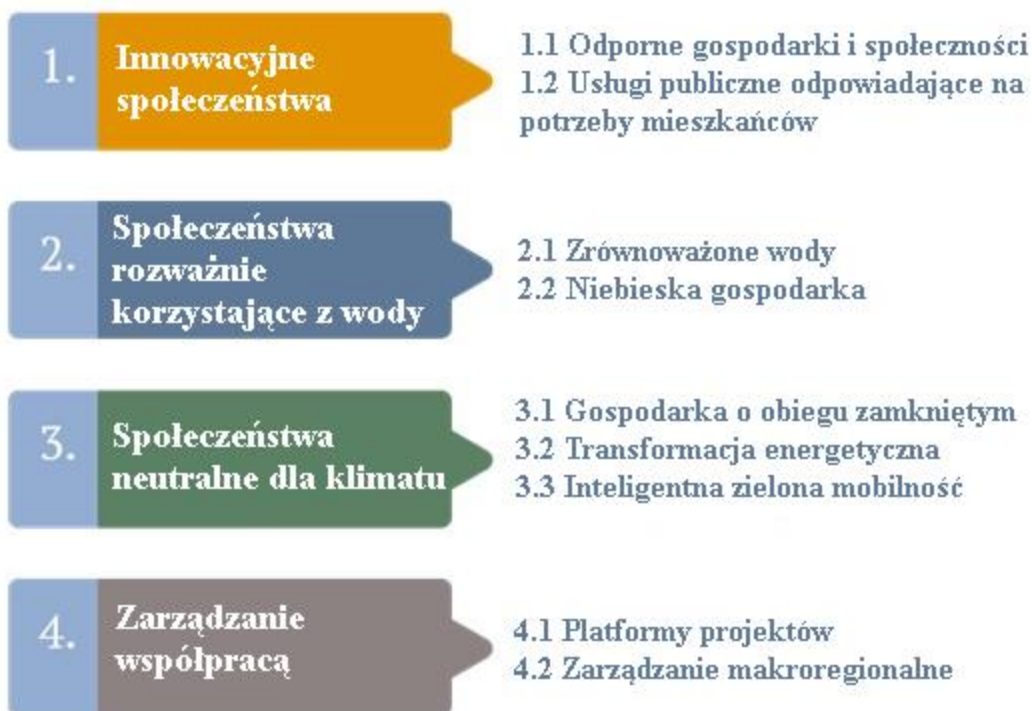 1.
Innowacyjne
społeczeństwa
1.1 Odporne gospodarki i społeczności
1.2 Usługi publiczne odpowiadające na
potrzeby mieszkańców
2.
Społeczeństwa
rozważnie
korzystające z wody
2.1 Zrównoważone wody
2.2 Niebieska gospodarka
3.
Społeczeństwa
neutralne dla klimatu
3.1 Gospodarka o obiegu zamkniętym
3.2 Transformacja energetyczna
3.3 Inteligentna zielona mobilność
4.
Zarządzanie
współpracą
4.1 Platformy projektów
4.2 Zarządzanie makroregionalne